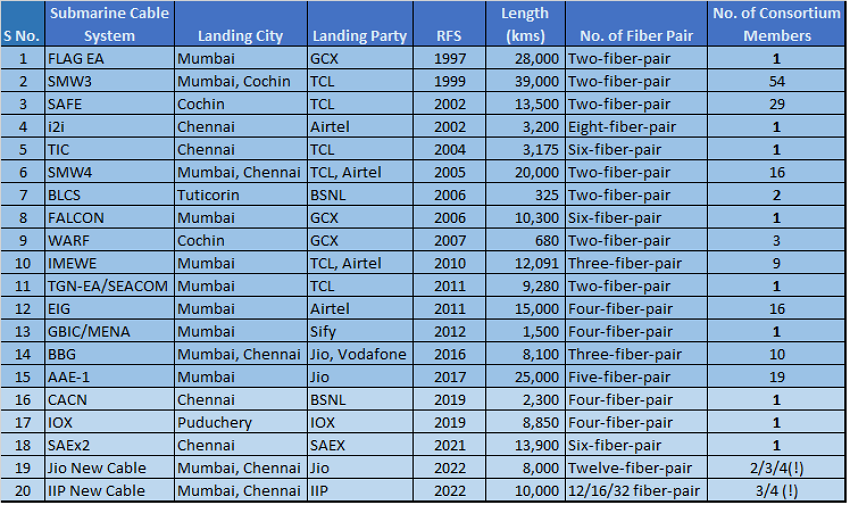 S No. Submarine Cable System Landing City Landing Party RFS Length (kms) No. of Fiber Pair No. of Consortium Members
1 FLAG EA Mumbai GCX 1997 28,000 Two-fiber-pair 1
2 SMW3 Mumbai, Cochin TCL 1999 39,000 Two-fiber-pair 54
3 SAFE Cochin TCL 2002 13,500 Two-fiber-pair 29
4 i2i Chennai Airtel 2002 3,200 Eight-fiber-pair 1
5 TIC Chennai TCL 2004 3,175 Six-fiber-pair 1
6 SMW4 Mumbai, Chennai TCL, Airtel 2005 20,000 Two-fiber-pair 16
7 BLCS Tuticorin BSNL 2006 325 Two-fiber-pair 2
8 FALCON Mumbai GCX 2006 10,300 Six-fiber-pair 1
9 WARF Cochin GCX 2007 680 Two-fiber-pair 3
10 IMEWE Mumbai TCL, Airtel 2010 12,091 Three-fiber-pair 9
11 TGN-EA/SEACOM Mumbai TCL 2011 9,280 Two-fiber-pair 1
12 EIG Mumbai Airtel 2011 15,000 Four-fiber-pair 16
13 GBIC/MENA Mumbai Sify 2012 1,500 Four-fiber-pair 1
14 BBG Mumbai, Chennai Jio, Vodafone 2016 8,100 Three-fiber-pair 10
15 AAE-1 Mumbai Jio 2017 25,000 Five-fiber-pair 19
16 CACN Chennai BSNL 2019 2,300 Four-fiber-pair 1
17 IOX Puduchery IOX 2019 8,850 Four-fiber-pair 1
18 SAEx2 Chennai SAEX 2021 13,900 Six-fiber-pair 1
19 Jio New Cable Mumbai, Chennai Jio 2022 8,000 Twelve-fiber-pair 2/3/4(!)
20 IIP New Cable Mumbai, Chennai IIP 2022 10,000 12/16/32 fiber-pair 3/4 (!)